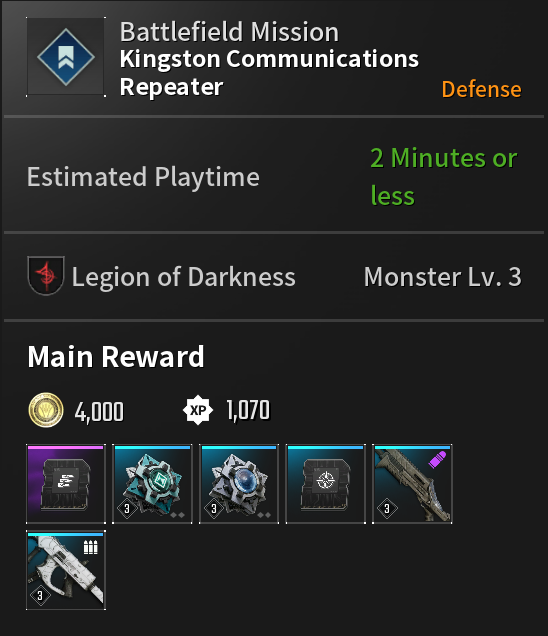 Battlefield Mission
Kingston Communications
Repeater
Defense
Estimated Playtime
2 Minutes or
less
Legion of Darkness
Monster Lv. 3
Main Reward
4,000
XP
1,070
3
3
3
3